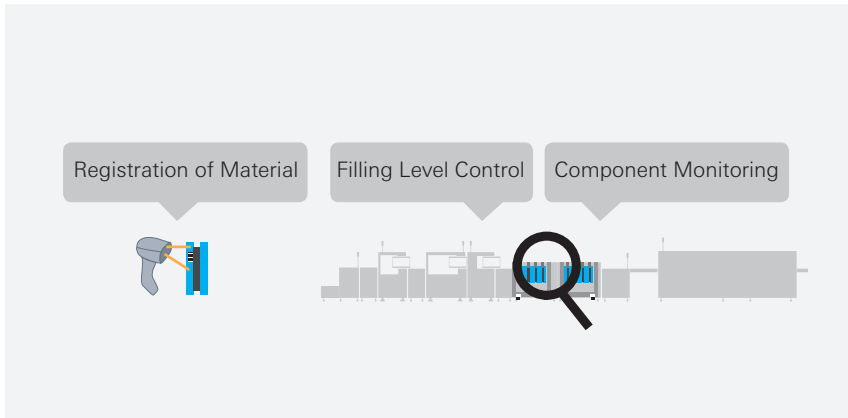 Registration of Material
Filling Level Control
Component Monitoring